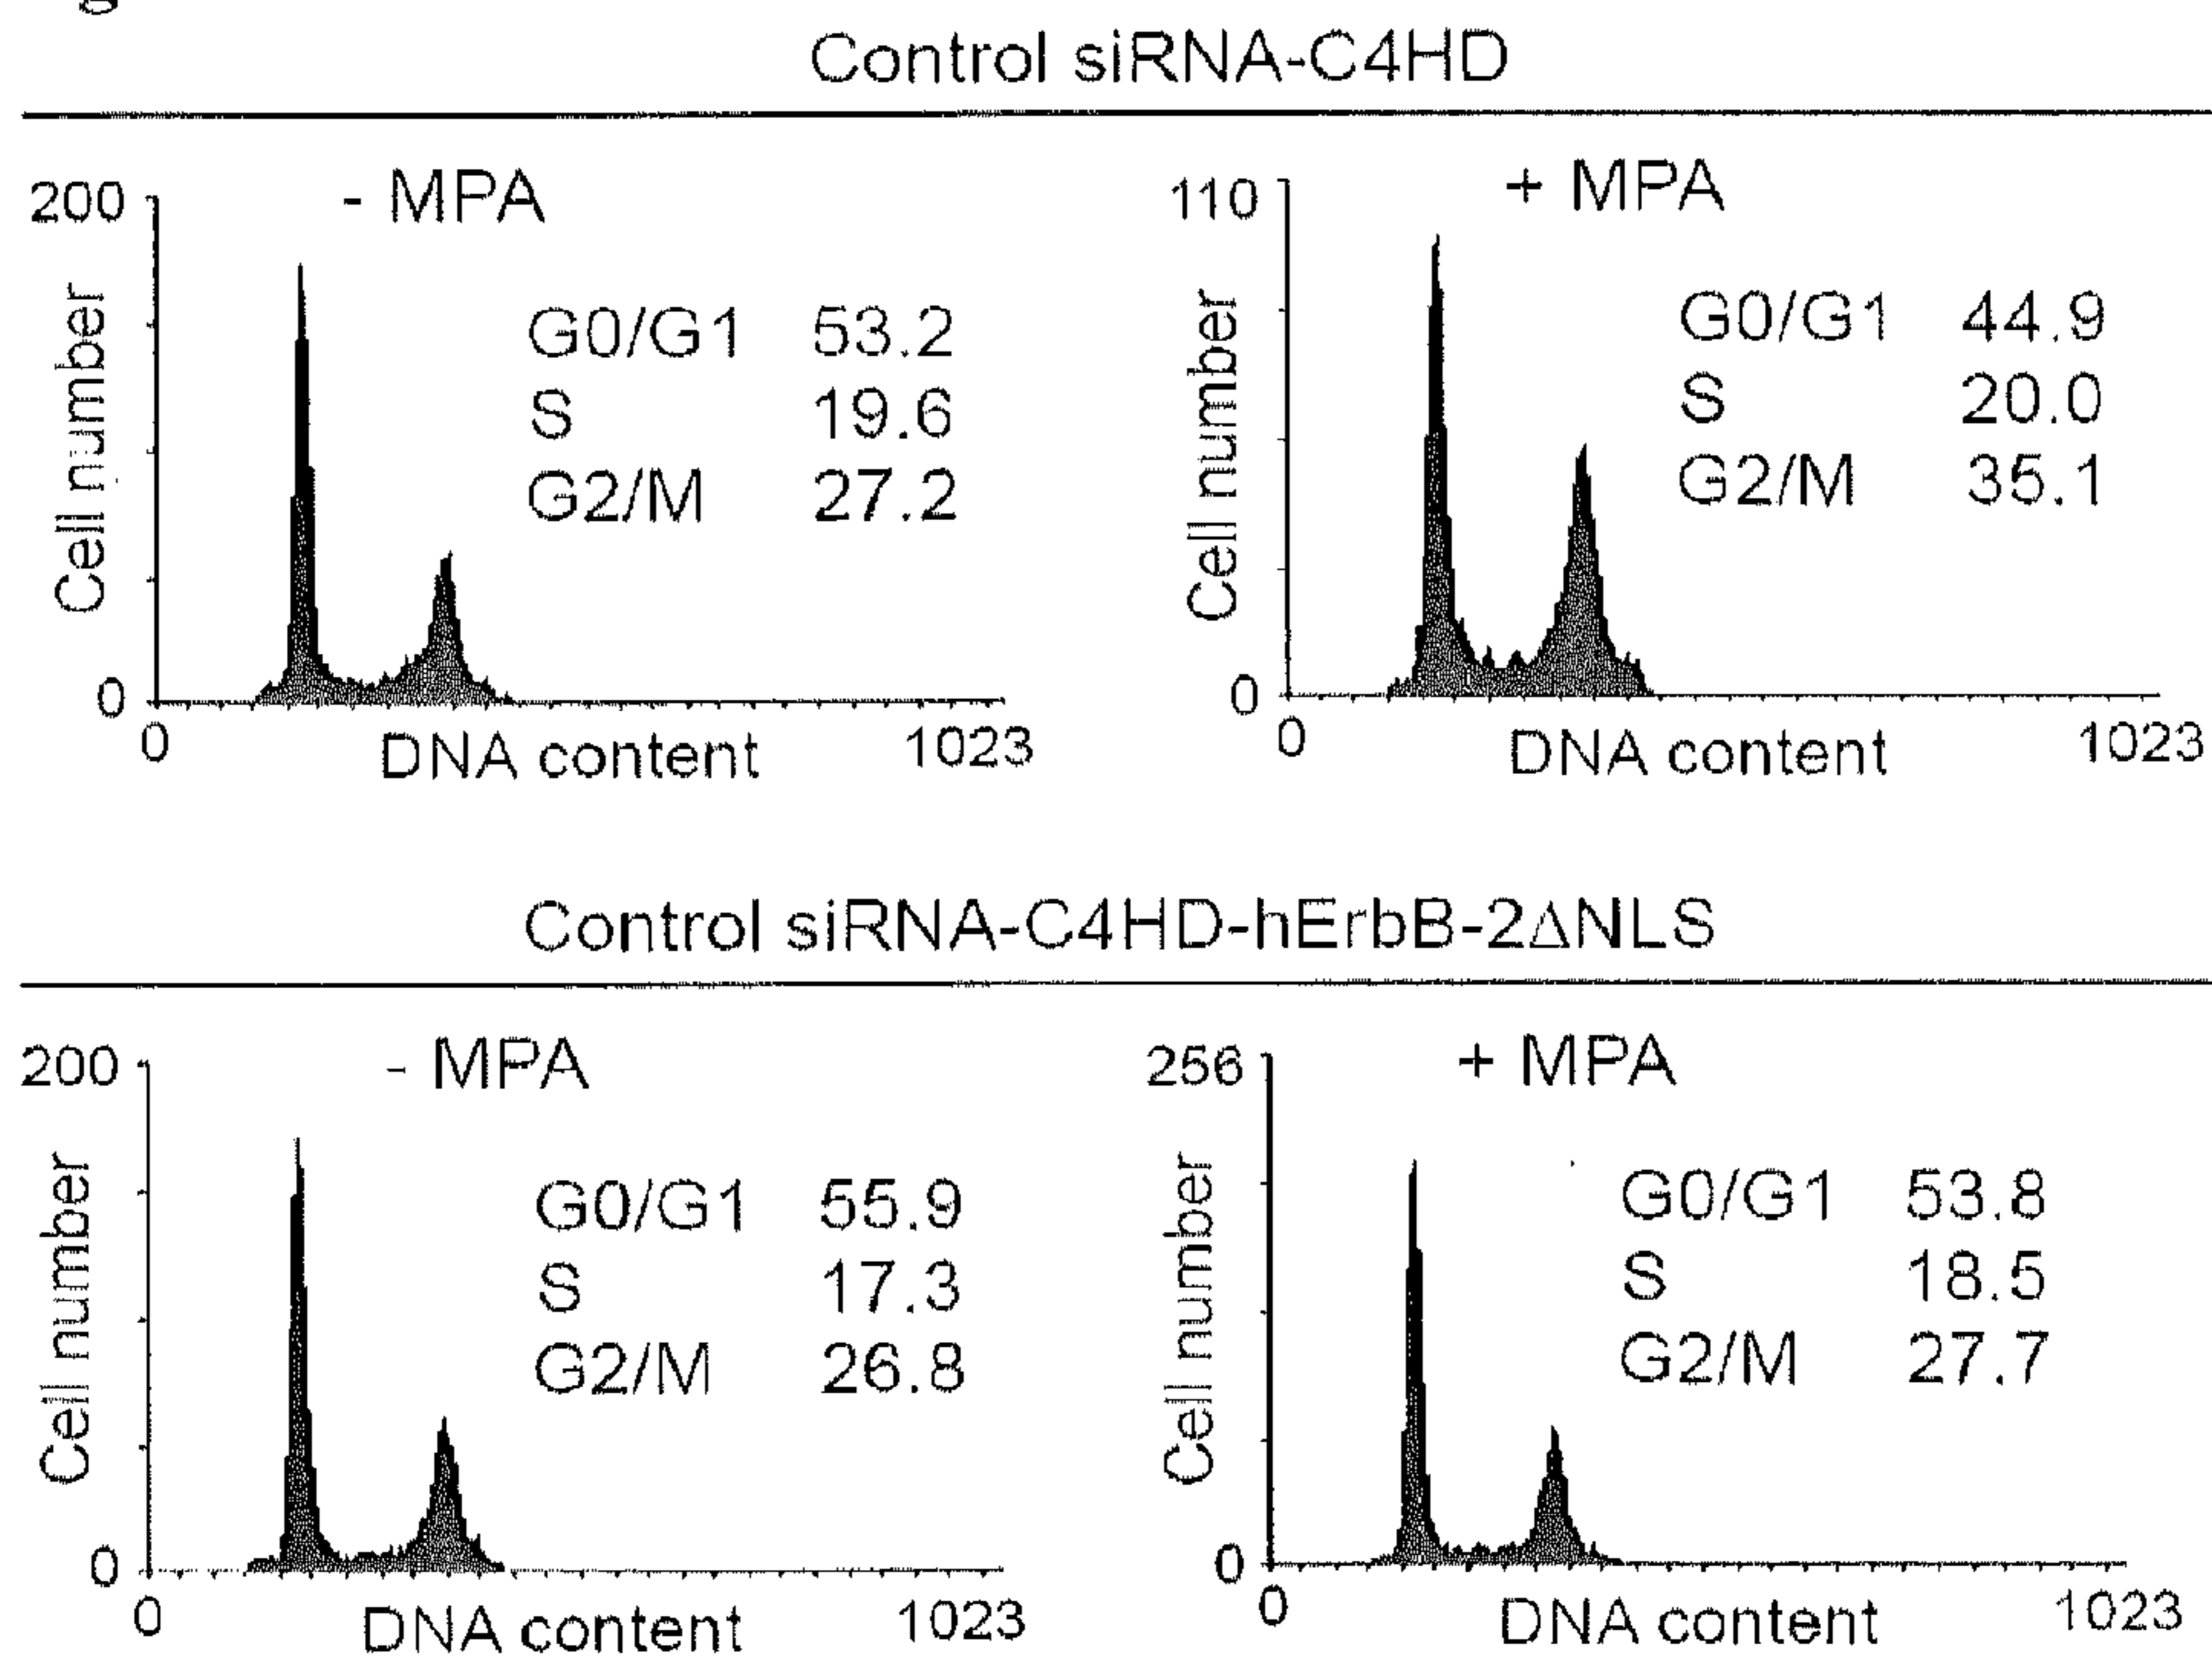 Control siRNA-C4HD
200
- MPA
G0/G1 53.2
S 19.6
G2/M 27.2
Cell number
0
0
DNA content
1023
110
+ MPA
G0/G1 44.9
S 20.0
G2/M 35.1
Cell number
0
0
DNA content
1023
Control siRNA-C4HD-hErbB-2ΔNLS
200
- MPA
G0/G1 55.9
S 17.3
G2/M 26.8
Cell number
0
0
DNA content
1023
256
+ MPA
G0/G1 53.8
S 18.5
G2/M 27.7
Cell number
0
0
DNA content
1023